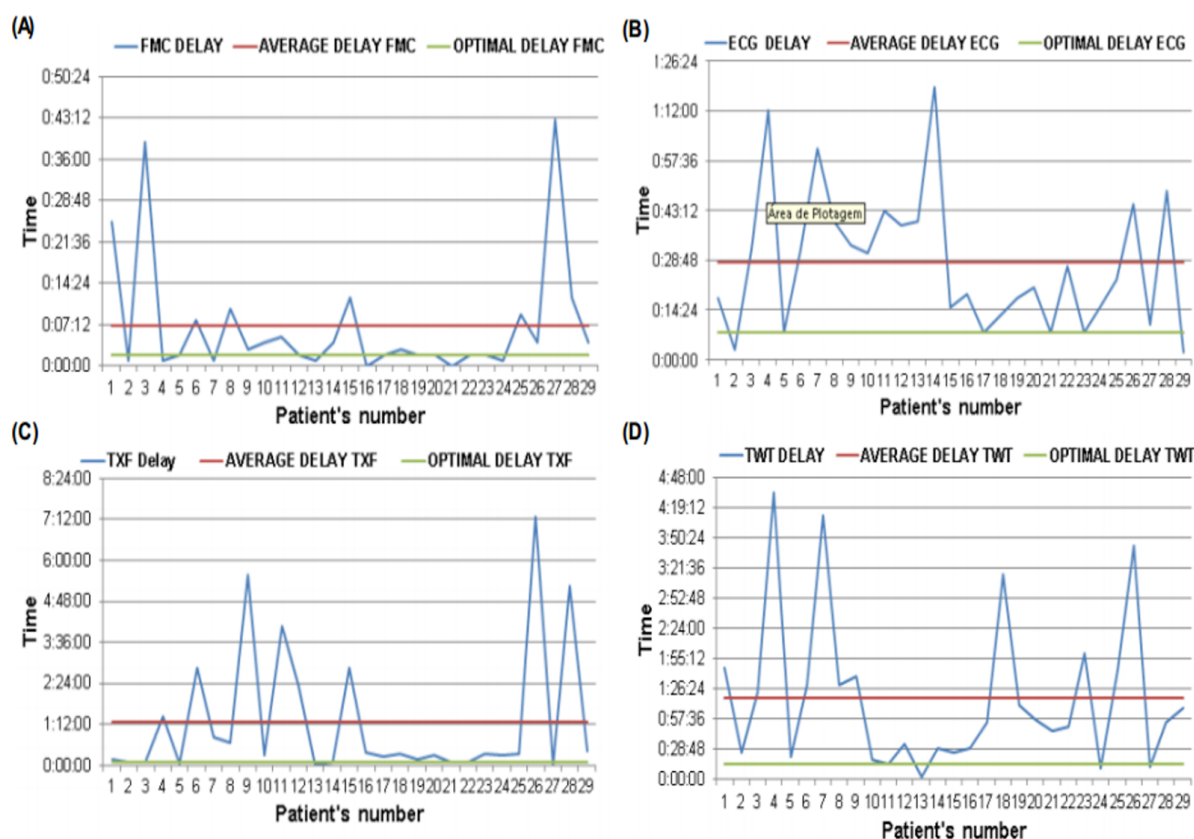 (A)
FMC DELAY AVERAGE DELAY FMC OPTIMAL DELAY FMC
0:50:24
0:43:12
0:36:00
0:28:48
0:21:36
0:14:24
0:07:12
0:00:00
Time
1 2 3 4 5 6 7 8 9 10 11 12 13 14 15 16 17 18 19 20 21 22 23 24 25 26 27 28 29
Patient's number
(B)
ECG DELAY AVERAGE DELAY ECG OPTIMAL DELAY ECG
1:26:24
1:12:00
0:57:36
0:43:12
0:28:48
0:14:24
0:00:00
Time
Área de Plotagem
1 2 3 4 5 6 7 8 9 10 11 12 13 14 15 16 17 18 19 20 21 22 23 24 25 26 27 28 29
Patient's number
(C)
TXF Delay AVERAGE DELAY TXF OPTIMAL DELAY TXF
8:24:00
7:12:00
6:00:00
4:48:00
3:36:00
2:24:00
1:12:00
0:00:00
Time
1 2 3 4 5 6 7 8 9 10 11 12 13 14 15 16 17 18 19 20 21 22 23 24 25 26 27 28 29
Patient's number
(D)
TWT DELAY AVERAGE DELAY TWT OPTIMAL DELAY TWT
4:48:00
4:19:12
3:50:24
3:21:36
2:52:48
2:24:00
1:55:12
1:26:24
0:57:36
0:28:48
0:00:00
Time
1 2 3 4 5 6 7 8 9 10 11 12 13 14 15 16 17 18 19 20 21 22 23 24 25 26 27 28 29
Patient's number